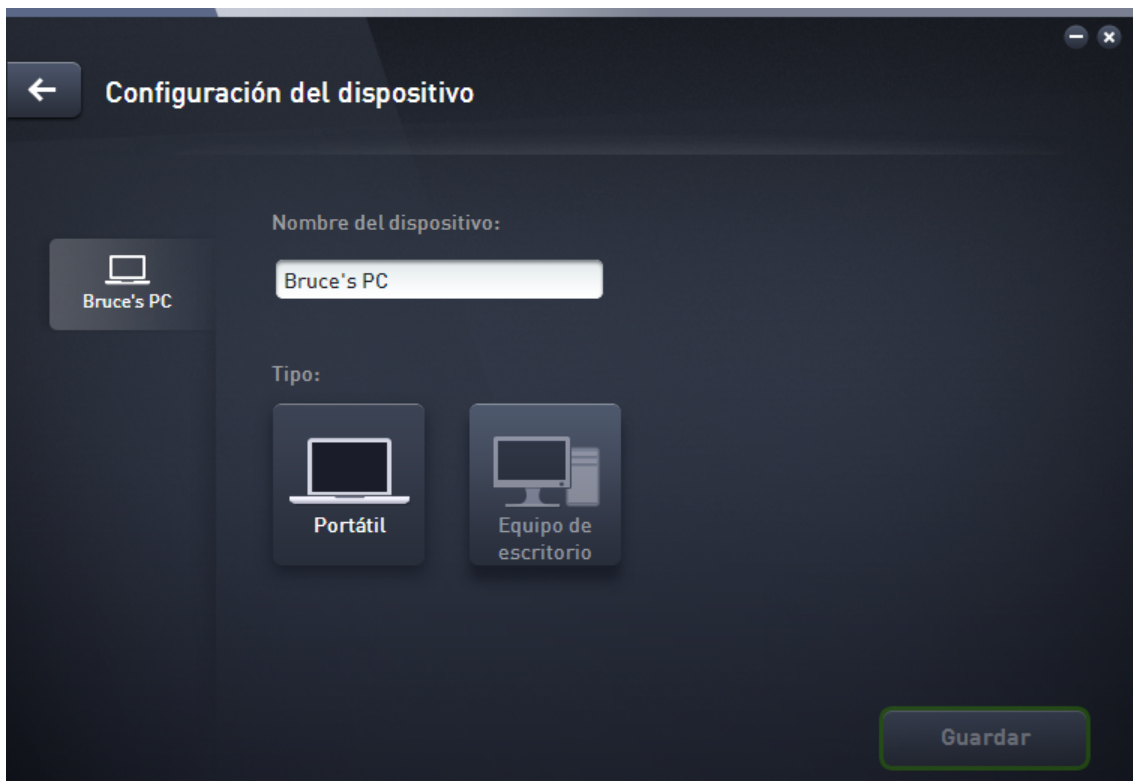 Configuración del dispositivo
Nombre del dispositivo:
Bruce's PC
Bruce's PC
Tipo:
Portátil
Equipo de
escritorio
Guardar